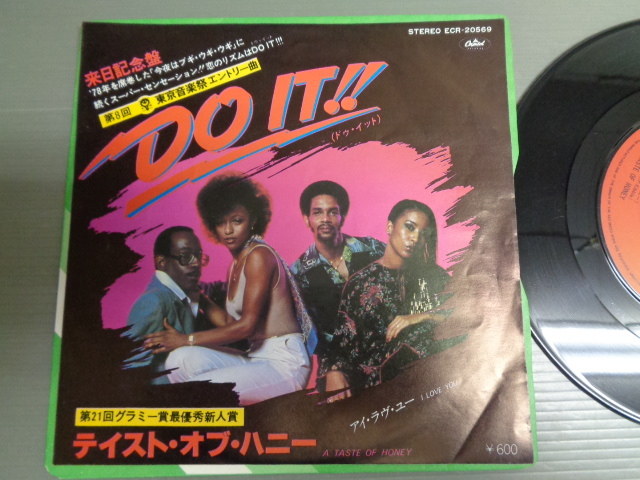 STEREO ECR-20569
Capitol
来日記念盤
'78年を席巻した「今夜はブギ・ウギ・ウギ」に
続くスーパー・センセーション!! 恋のリズムはDO IT!!!
第8回 東京音楽祭 エントリー曲
DO IT!!
(ドゥ・イット)
アイ・ラヴ・ユー I LOVE YOU
第21回グラミー賞最優秀新人賞
テイスト・オブ・ハニー
A TASTE OF HONEY
¥600